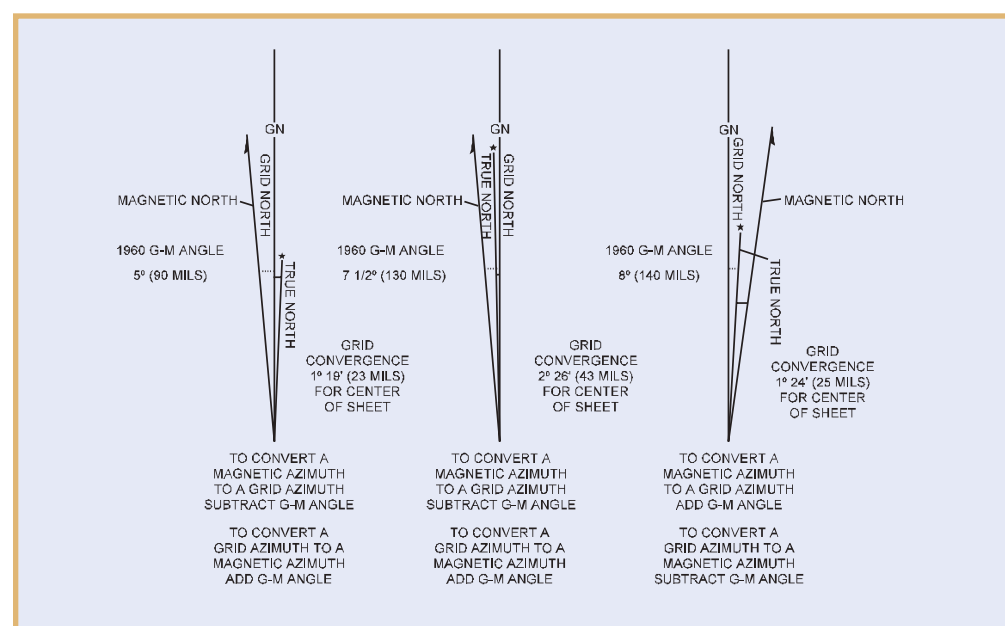 GN
GRID NORTH
MAGNETIC NORTH
1960 G-M ANGLE
5º (90 MILS)
TRUE NORTH
GRID
CONVERGENCE
1º 19' (23 MILS)
FOR CENTER
OF SHEET
TO CONVERT A
MAGNETIC AZIMUTH
TO A GRID AZIMUTH
SUBTRACT G-M ANGLE
TO CONVERT A
GRID AZIMUTH TO A
MAGNETIC AZIMUTH
ADD G-M ANGLE
GN
TRUE NORTH
GRID NORTH
MAGNETIC NORTH
1960 G-M ANGLE
7 1/2º (130 MILS)
GRID
CONVERGENCE
2º 26' (43 MILS)
FOR CENTER
OF SHEET
TO CONVERT A
MAGNETIC AZIMUTH
TO A GRID AZIMUTH
SUBTRACT G-M ANGLE
TO CONVERT A
GRID AZIMUTH TO A
MAGNETIC AZIMUTH
ADD G-M ANGLE
GN
GRID NORTH
MAGNETIC NORTH
1960 G-M ANGLE
8º (140 MILS)
TRUE NORTH
GRID
CONVERGENCE
1º 24' (25 MILS)
FOR CENTER
OF SHEET
TO CONVERT A
MAGNETIC AZIMUTH
TO A GRID AZIMUTH
ADD G-M ANGLE
TO CONVERT A
GRID AZIMUTH TO A
MAGNETIC AZIMUTH
SUBTRACT G-M ANGLE